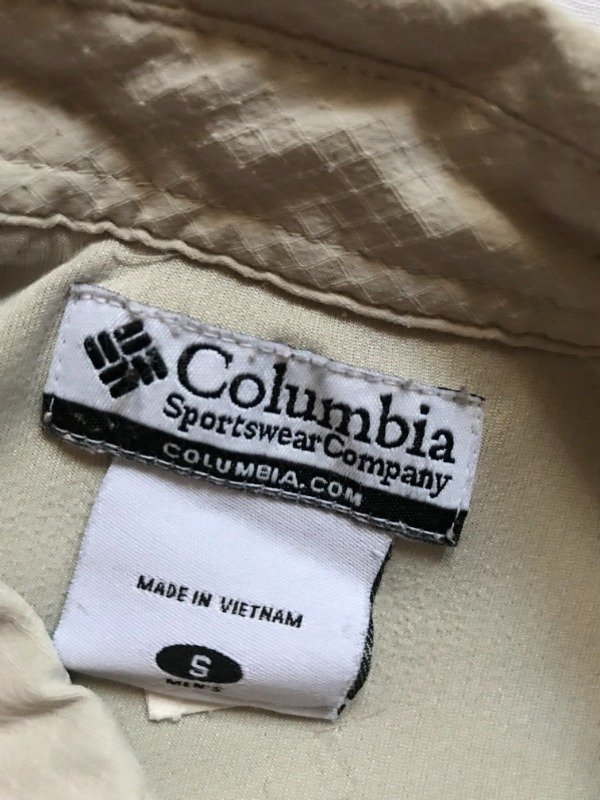 Columbia
Sportswear Company
COLUMBIA.COM
MADE IN VIETNAM
S
MEN'S